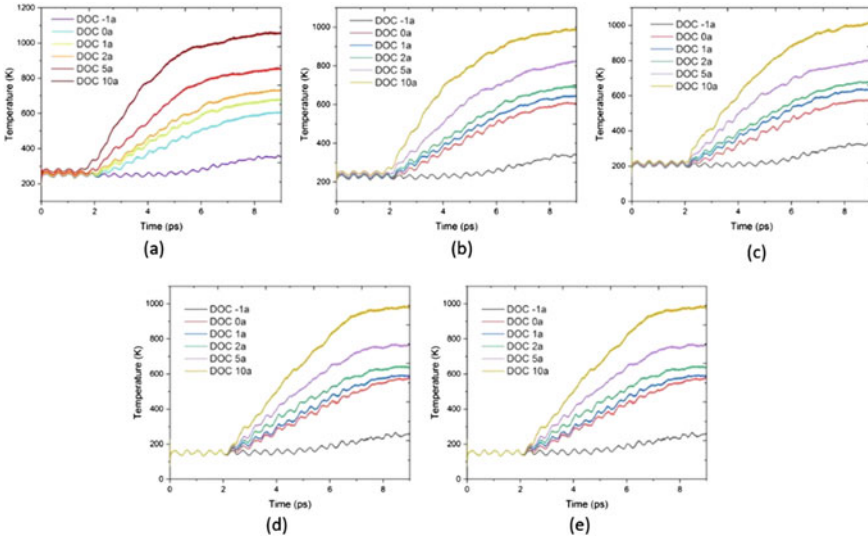 DOC -1a
DOC 0a
DOC 1a
DOC 2a
DOC 5a
DOC 10a
Temperature (K)
1200
1000
800
600
400
200
0 2 4 6 8
Time (ps)
(a)
DOC -1a
DOC 0a
DOC 1a
DOC 2a
DOC 5a
DOC 10a
Temperature (K)
1000
800
600
400
200
0 2 4 6 8
Time (ps)
(b)
DOC -1a
DOC 0a
DOC 1a
DOC 2a
DOC 5a
DOC 10a
Temperature (K)
1000
800
600
400
200
0
0 2 4 6 8
Time (ps)
(c)
DOC -1a
DOC 0a
DOC 1a
DOC 2a
DOC 5a
DOC 10a
Temperature (K)
1000
800
600
400
200
0
0 2 4 6 8
Time (ps)
(d)
DOC -1a
DOC 0a
DOC 1a
DOC 2a
DOC 5a
DOC 10a
Temperature (K)
1000
800
600
400
200
0
0 2 4 6 8
Time (ps)
(e)